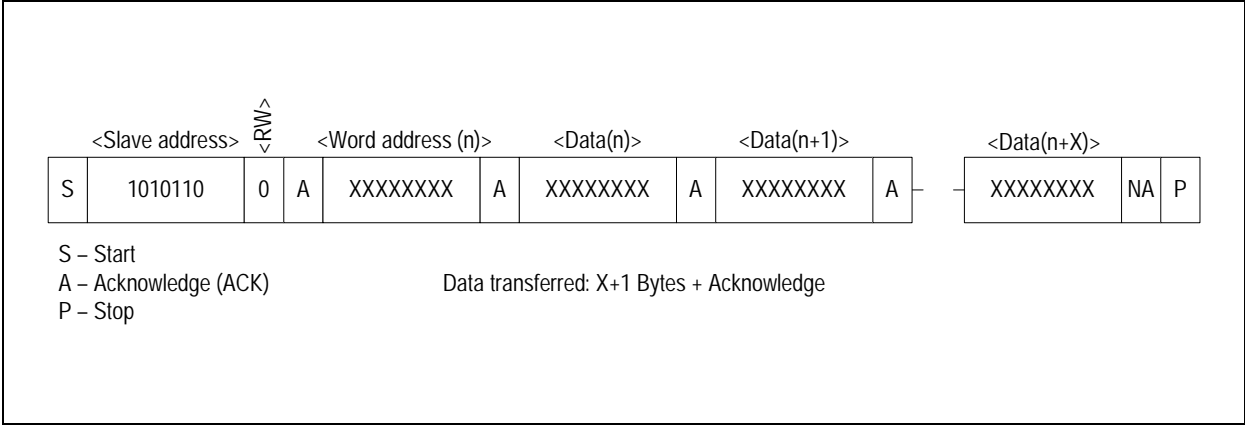 <Slave address> <RW> <Word address (n)> <Data(n)> <Data(n+1)> <Data(n+X)>
S 1010110 0 A XXXXXXXX A XXXXXXXX A XXXXXXXX A XXXXXXXX NA P
S – Start
A – Acknowledge (ACK) Data transferred: X+1 Bytes + Acknowledge
P – Stop